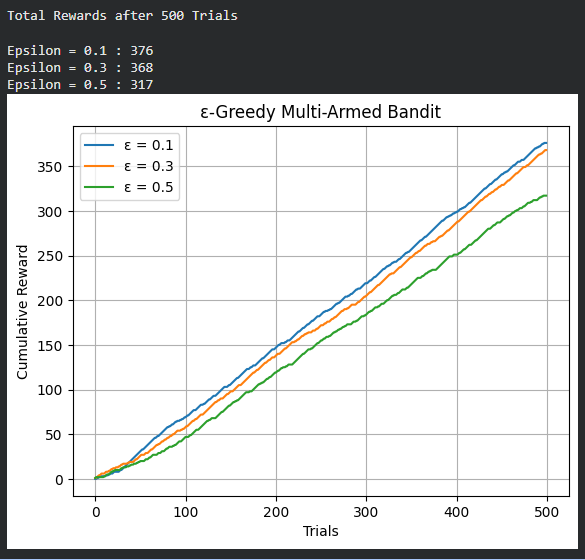 Total Rewards after 500 Trials
Epsilon = 0.1 : 376
Epsilon = 0.3 : 368
Epsilon = 0.5 : 317
ε-Greedy Multi-Armed Bandit
ε = 0.1
ε = 0.3
ε = 0.5
350
300
250
200
150
100
50
0
Cumulative Reward
0 100 200 300 400 500
Trials